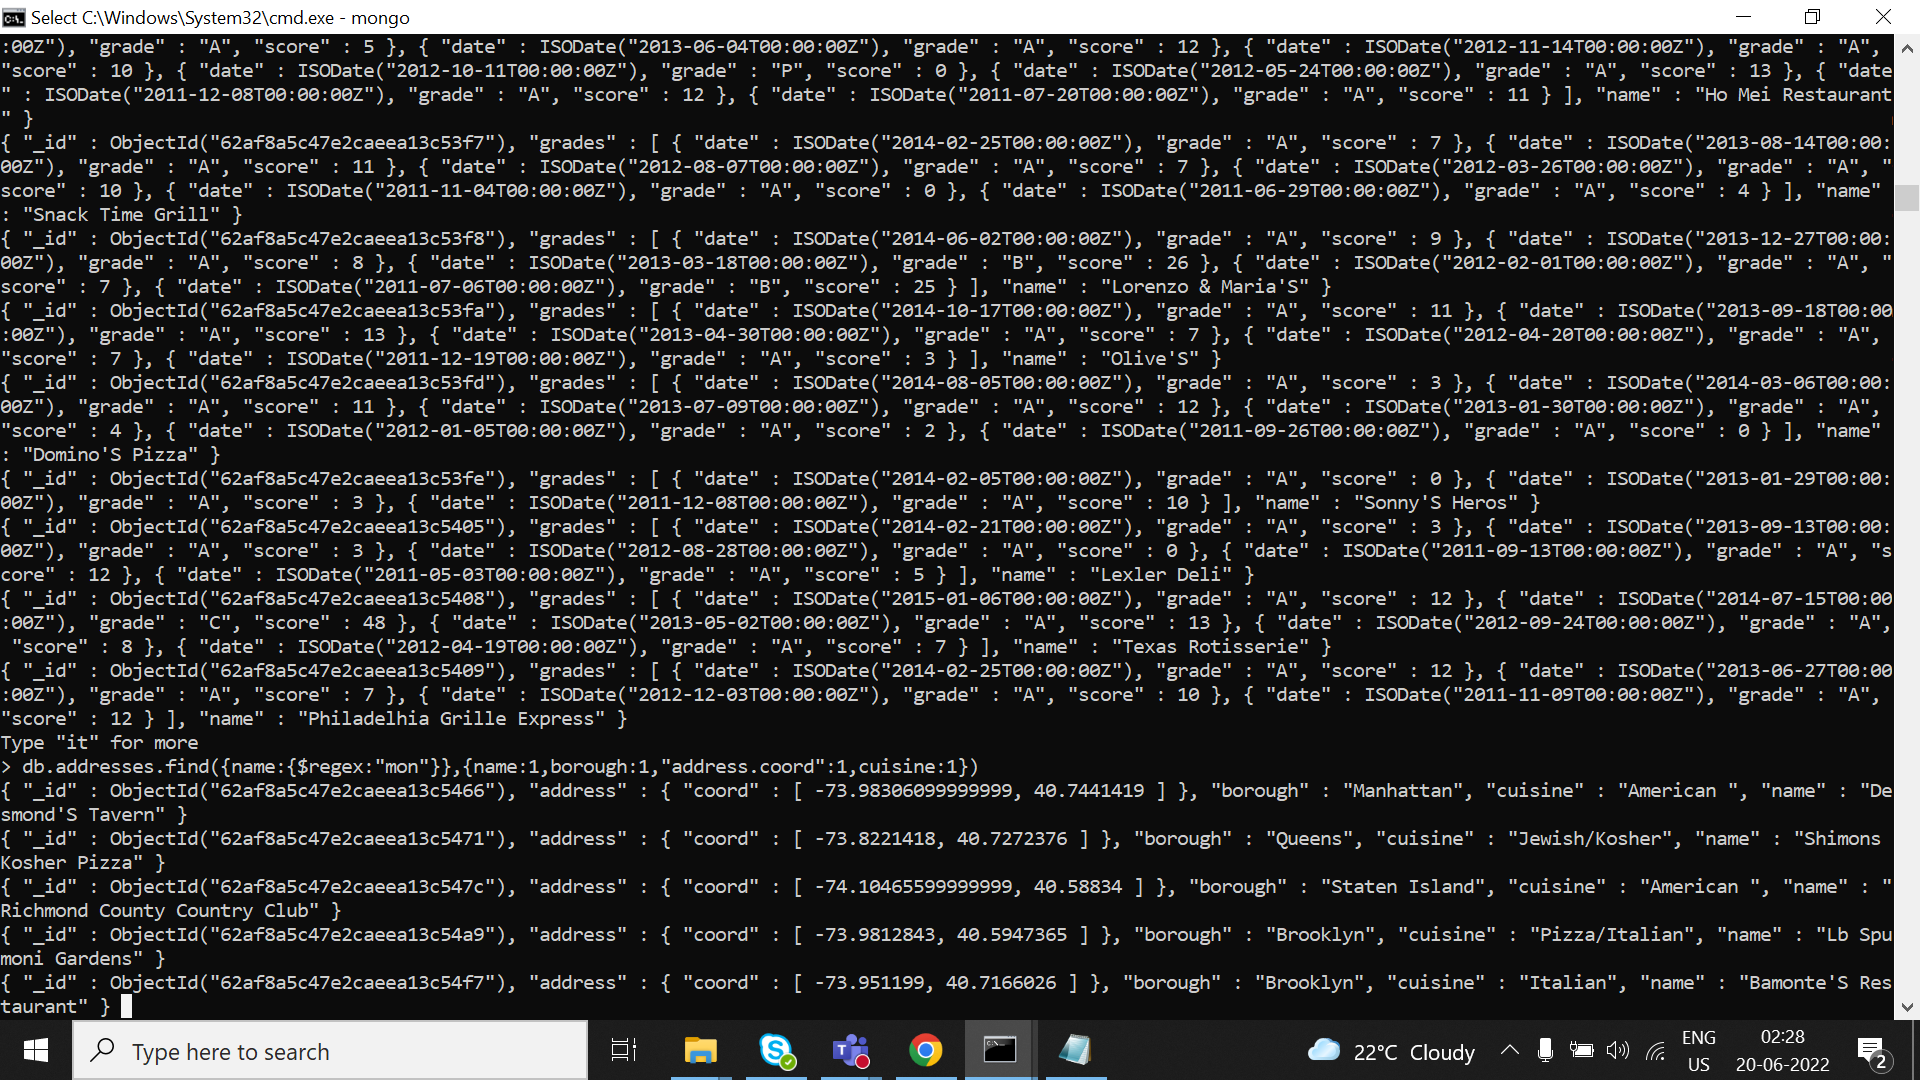 Select C:\Windows\System32\cmd.exe - mongo
:00Z"), "grade" : "A", "score" : 5 }, { "date" : ISODate("2013-06-04T00:00:00Z"), "grade" : "A", "score" : 12 }, { "date" : ISODate("2012-11-14T00:00:00Z"), "grade" : "A",
"score" : 10 }, { "date" : ISODate("2012-10-11T00:00:00Z"), "grade" : "P", "score" : 0 }, { "date" : ISODate("2012-05-24T00:00:00Z"), "grade" : "A", "score" : 13 }, { "date
" : ISODate("2011-12-08T00:00:00Z"), "grade" : "A", "score" : 12 }, { "date" : ISODate("2011-07-20T00:00:00Z"), "grade" : "A", "score" : 11 } ], "name" : "Ho Mei Restaurant
" }
{ "_id" : ObjectId("62af8a5c47e2caeea13c53f7"), "grades" : [ { "date" : ISODate("2014-02-25T00:00:00Z"), "grade" : "A", "score" : 7 }, { "date" : ISODate("2013-08-14T00:00:
00Z"), "grade" : "A", "score" : 11 }, { "date" : ISODate("2012-08-07T00:00:00Z"), "grade" : "A", "score" : 7 }, { "date" : ISODate("2012-03-26T00:00:00Z"), "grade" : "A", "
score" : 10 }, { "date" : ISODate("2011-11-04T00:00:00Z"), "grade" : "A", "score" : 0 }, { "date" : ISODate("2011-06-29T00:00:00Z"), "grade" : "A", "score" : 4 } ], "name"
: "Snack Time Grill" }
{ "_id" : ObjectId("62af8a5c47e2caeea13c53f8"), "grades" : [ { "date" : ISODate("2014-06-02T00:00:00Z"), "grade" : "A", "score" : 9 }, { "date" : ISODate("2013-12-27T00:00:
00Z"), "grade" : "A", "score" : 8 }, { "date" : ISODate("2013-03-18T00:00:00Z"), "grade" : "B", "score" : 26 }, { "date" : ISODate("2012-02-01T00:00:00Z"), "grade" : "A", "
score" : 7 }, { "date" : ISODate("2011-07-06T00:00:00Z"), "grade" : "B", "score" : 25 } ], "name" : "Lorenzo & Maria'S" }
{ "_id" : ObjectId("62af8a5c47e2caeea13c53fa"), "grades" : [ { "date" : ISODate("2014-10-17T00:00:00Z"), "grade" : "A", "score" : 11 }, { "date" : ISODate("2013-09-18T00:00
:00Z"), "grade" : "A", "score" : 13 }, { "date" : ISODate("2013-04-30T00:00:00Z"), "grade" : "A", "score" : 7 }, { "date" : ISODate("2012-04-20T00:00:00Z"), "grade" : "A",
"score" : 7 }, { "date" : ISODate("2011-12-19T00:00:00Z"), "grade" : "A", "score" : 3 } ], "name" : "Olive'S" }
{ "_id" : ObjectId("62af8a5c47e2caeea13c53fd"), "grades" : [ { "date" : ISODate("2014-08-05T00:00:00Z"), "grade" : "A", "score" : 3 }, { "date" : ISODate("2014-03-06T00:00:
00Z"), "grade" : "A", "score" : 11 }, { "date" : ISODate("2013-07-09T00:00:00Z"), "grade" : "A", "score" : 12 }, { "date" : ISODate("2013-01-30T00:00:00Z"), "grade" : "A",
"score" : 4 }, { "date" : ISODate("2012-01-05T00:00:00Z"), "grade" : "A", "score" : 2 }, { "date" : ISODate("2011-09-26T00:00:00Z"), "grade" : "A", "score" : 0 } ], "name"
: "Domino'S Pizza" }
{ "_id" : ObjectId("62af8a5c47e2caeea13c53fe"), "grades" : [ { "date" : ISODate("2014-02-05T00:00:00Z"), "grade" : "A", "score" : 0 }, { "date" : ISODate("2013-01-29T00:00:
00Z"), "grade" : "A", "score" : 3 }, { "date" : ISODate("2011-12-08T00:00:00Z"), "grade" : "A", "score" : 10 } ], "name" : "Sonny'S Heros" }
{ "_id" : ObjectId("62af8a5c47e2caeea13c5405"), "grades" : [ { "date" : ISODate("2014-02-21T00:00:00Z"), "grade" : "A", "score" : 3 }, { "date" : ISODate("2013-09-13T00:00:
00Z"), "grade" : "A", "score" : 3 }, { "date" : ISODate("2012-08-28T00:00:00Z"), "grade" : "A", "score" : 0 }, { "date" : ISODate("2011-09-13T00:00:00Z"), "grade" : "A", "s
core" : 12 }, { "date" : ISODate("2011-05-03T00:00:00Z"), "grade" : "A", "score" : 5 } ], "name" : "Lexler Deli" }
{ "_id" : ObjectId("62af8a5c47e2caeea13c5408"), "grades" : [ { "date" : ISODate("2015-01-06T00:00:00Z"), "grade" : "A", "score" : 12 }, { "date" : ISODate("2014-07-15T00:00
:00Z"), "grade" : "C", "score" : 48 }, { "date" : ISODate("2013-05-02T00:00:00Z"), "grade" : "A", "score" : 13 }, { "date" : ISODate("2012-09-24T00:00:00Z"), "grade" : "A",
"score" : 8 }, { "date" : ISODate("2012-04-19T00:00:00Z"), "grade" : "A", "score" : 7 } ], "name" : "Texas Rotisserie" }
{ "_id" : ObjectId("62af8a5c47e2caeea13c5409"), "grades" : [ { "date" : ISODate("2014-02-25T00:00:00Z"), "grade" : "A", "score" : 12 }, { "date" : ISODate("2013-06-27T00:00
:00Z"), "grade" : "A", "score" : 7 }, { "date" : ISODate("2012-12-03T00:00:00Z"), "grade" : "A", "score" : 10 }, { "date" : ISODate("2011-11-09T00:00:00Z"), "grade" : "A",
"score" : 12 } ], "name" : "Philadelhia Grille Express" }
Type "it" for more
> db.addresses.find({name:{$regex:"mon"}},{name:1,borough:1,"address.coord":1,cuisine:1})
{ "_id" : ObjectId("62af8a5c47e2caeea13c5466"), "address" : { "coord" : [ -73.98306099999999, 40.7441419 ] }, "borough" : "Manhattan", "cuisine" : "American ", "name" : "De
smond'S Tavern" }
{ "_id" : ObjectId("62af8a5c47e2caeea13c5471"), "address" : { "coord" : [ -73.8221418, 40.7272376 ] }, "borough" : "Queens", "cuisine" : "Jewish/Kosher", "name" : "Shimons
Kosher Pizza" }
{ "_id" : ObjectId("62af8a5c47e2caeea13c547c"), "address" : { "coord" : [ -74.10465599999999, 40.58834 ] }, "borough" : "Staten Island", "cuisine" : "American ", "name" : "
Richmond County Country Club" }
{ "_id" : ObjectId("62af8a5c47e2caeea13c54a9"), "address" : { "coord" : [ -73.9812843, 40.5947365 ] }, "borough" : "Brooklyn", "cuisine" : "Pizza/Italian", "name" : "Lb Spu
moni Gardens" }
{ "_id" : ObjectId("62af8a5c47e2caeea13c54f7"), "address" : { "coord" : [ -73.951199, 40.7166026 ] }, "borough" : "Brooklyn", "cuisine" : "Italian", "name" : "Bamonte'S Res
taurant" }
Type here to search
22°C Cloudy
ENG
US
02:28
20-06-2022
2